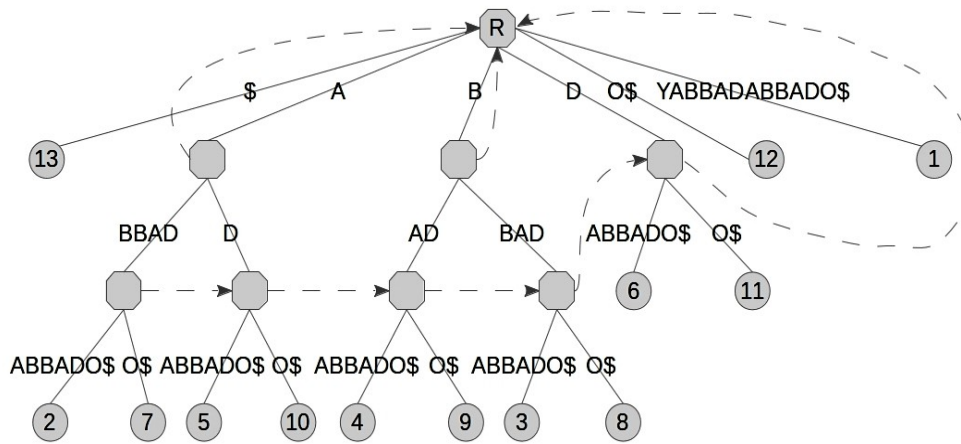 R
$ A B D O$ YABBADABBADO$
13 12 1
BBAD D AD BAD ABBADO$ O$
6 11
ABBADO$ O$ ABBADO$ O$ ABBADO$ O$ ABBADO$ O$
2 7 5 10 4 9 3 8